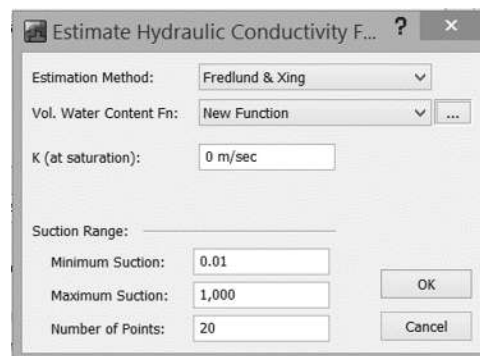 Estimate Hydraulic Conductivity F... ? ×
Estimation Method: Fredlund & Xing
Vol. Water Content Fn: New Function ...
K (at saturation): 0 m/sec
Suction Range:
Minimum Suction: 0.01
Maximum Suction: 1,000
OK
Number of Points: 20
Cancel